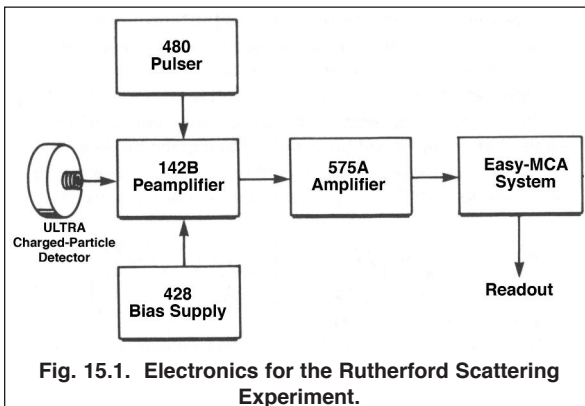 480
Pulser
142B
Peamplifier
575A
Amplifier
Easy-MCA
System
ULTRA
Charged-Particle
Detector
428
Bias Supply
Readout
Fig. 15.1. Electronics for the Rutherford Scattering
Experiment.